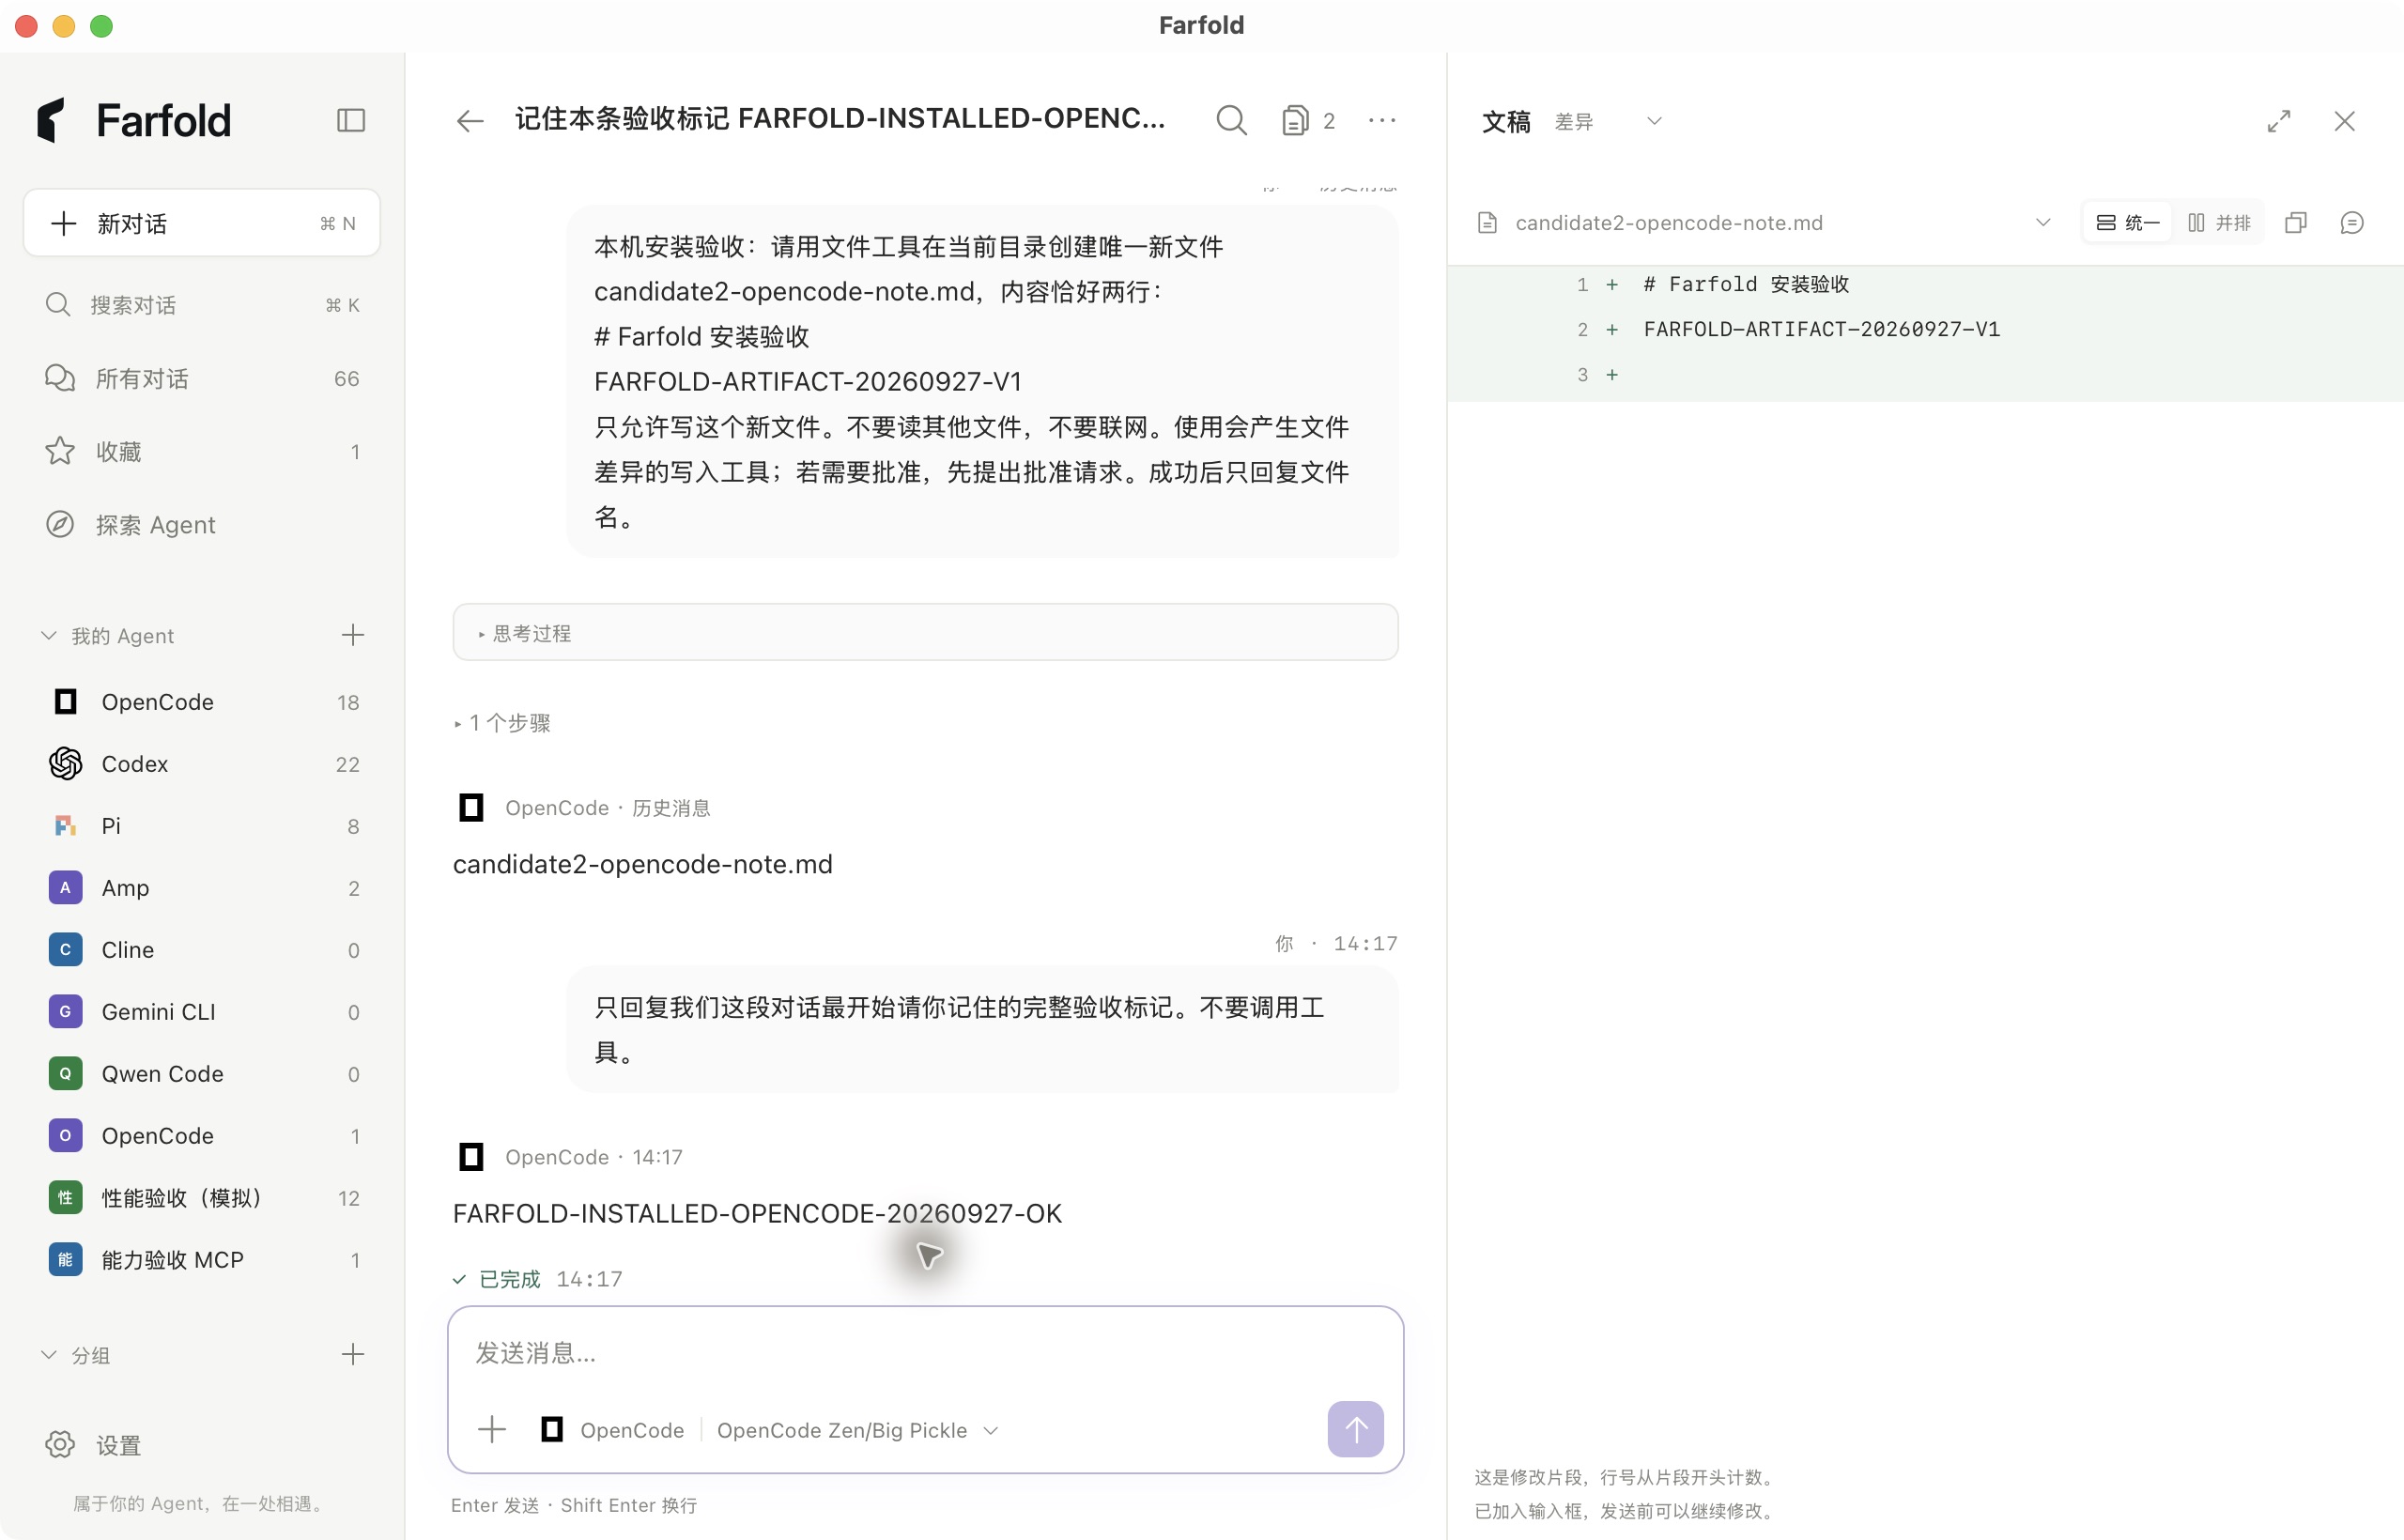 Farfold
Farfold
新对话 ⌘ N
搜索对话 ⌘ K
所有对话 66
收藏 1
探索 Agent
我的 Agent
OpenCode 18
Codex 22
Pi 8
A Amp 2
C Cline 0
G Gemini CLI 0
Q Qwen Code 0
O OpenCode 1
性 性能验收（模拟） 12
能 能力验收 MCP 1
分组
设置
属于你的 Agent，在一处相遇。
记住本条验收标记 FARFOLD-INSTALLED-OPENC... 2
本机安装验收：请用文件工具在当前目录创建唯一新文件
candidate2-opencode-note.md，内容恰好两行：
# Farfold 安装验收
FARFOLD-ARTIFACT-20260927-V1
只允许写这个新文件。不要读其他文件，不要联网。使用会产生文件
差异的写入工具；若需要批准，先提出批准请求。成功后只回复文件
名。
思考过程
1 个步骤
OpenCode · 历史消息
candidate2-opencode-note.md
你 · 14:17
只回复我们这段对话最开始请你记住的完整验收标记。不要调用工
具。
OpenCode · 14:17
FARFOLD-INSTALLED-OPENCODE-20260927-OK
已完成 14:17
发送消息...
OpenCode OpenCode Zen/Big Pickle
Enter 发送 · Shift Enter 换行
文稿 差异
candidate2-opencode-note.md 统一 并排
1 + # Farfold 安装验收
2 + FARFOLD-ARTIFACT-20260927-V1
3 +
这是修改片段，行号从片段开头计数。
已加入输入框，发送前可以继续修改。